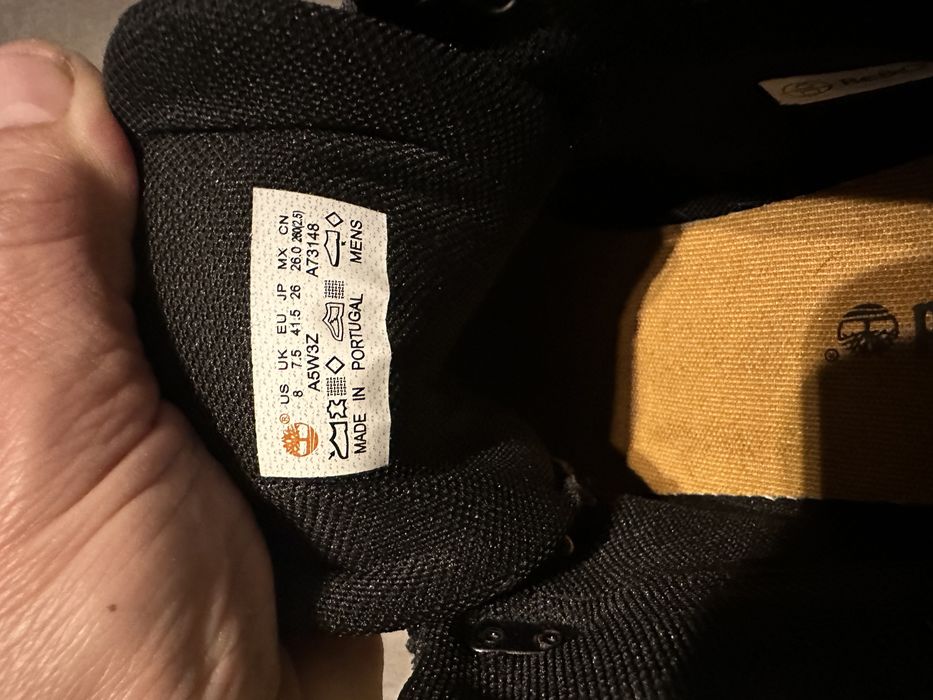 ® US UK EU JP MX CN
8 7.5 41.5 26 26.0 260(2.5)
A5W3Z A73148
MADE IN PORTUGAL MENS
®